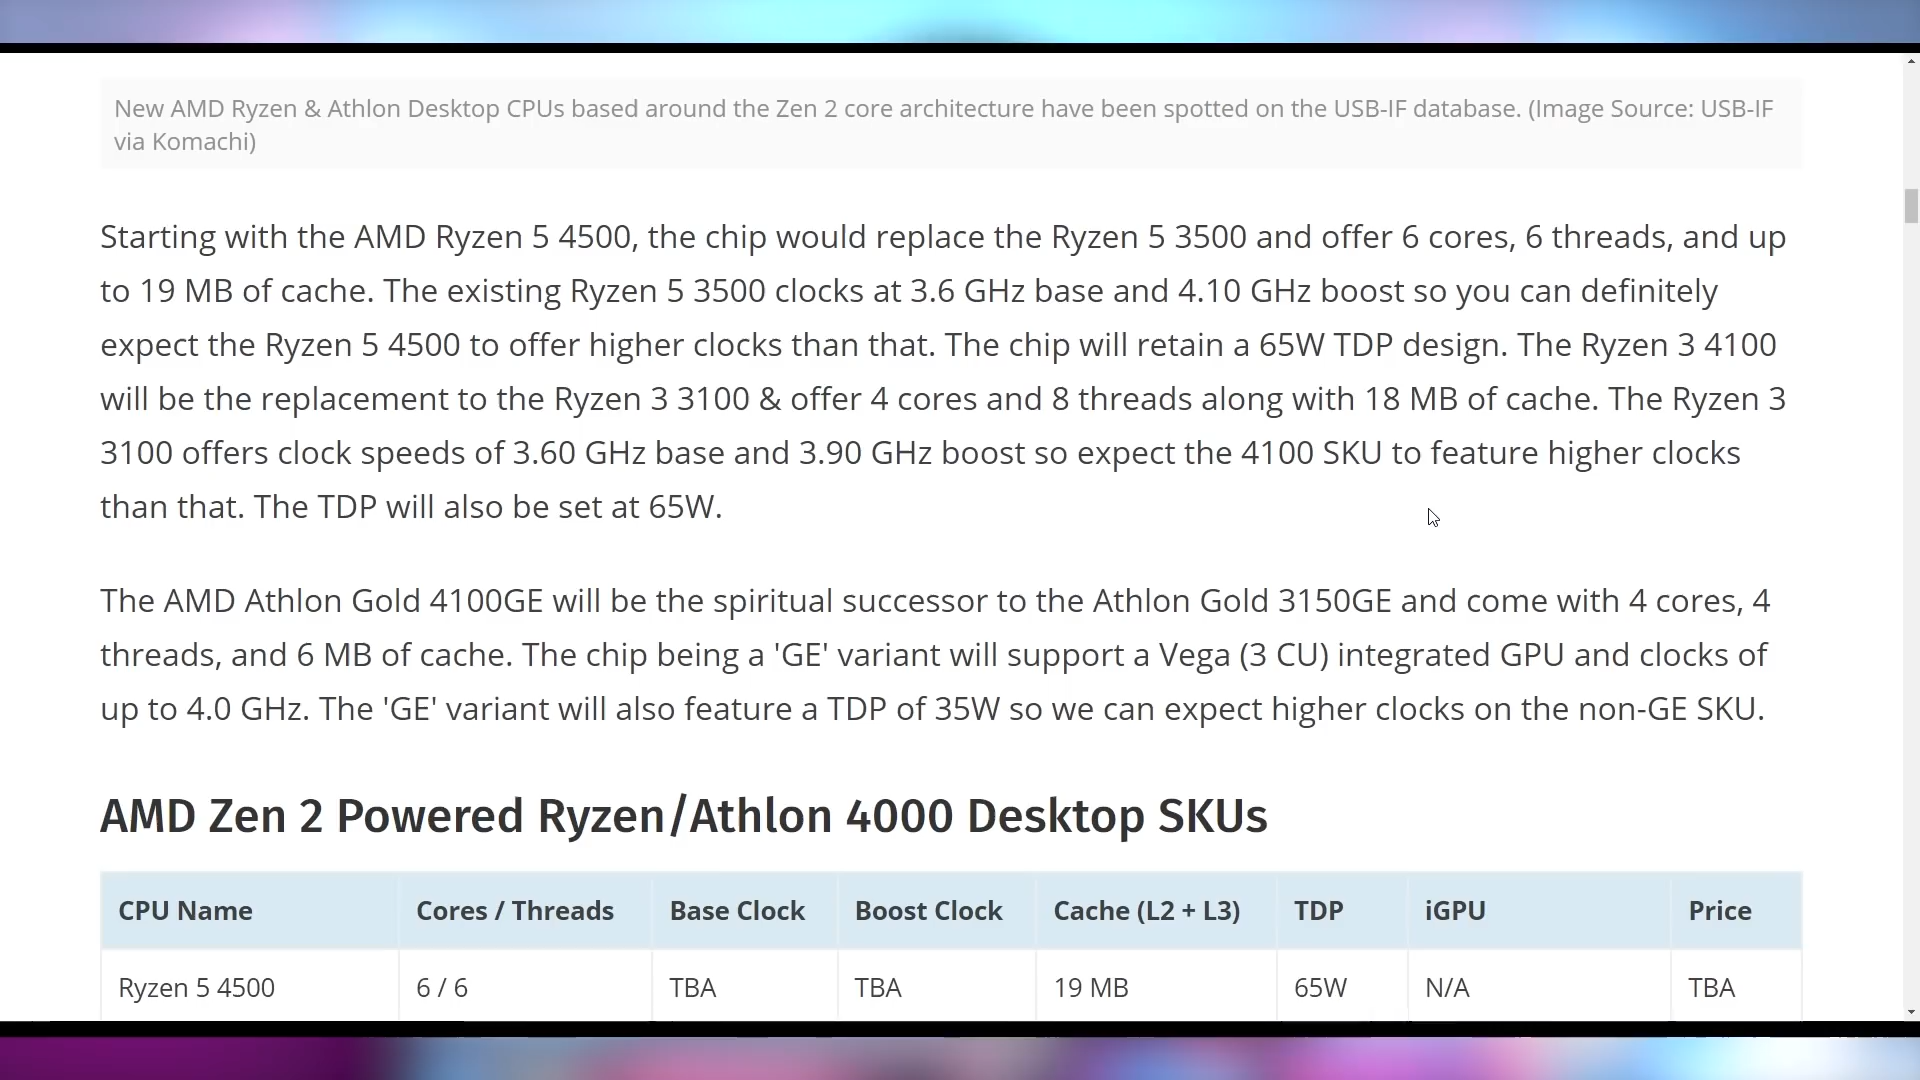 New AMD Ryzen & Athlon Desktop CPUs based around the Zen 2 core architecture have been spotted on the USB-IF database. (Image Source: USB-IF
via Komachi)
Starting with the AMD Ryzen 5 4500, the chip would replace the Ryzen 5 3500 and offer 6 cores, 6 threads, and up
to 19 MB of cache. The existing Ryzen 5 3500 clocks at 3.6 GHz base and 4.10 GHz boost so you can definitely
expect the Ryzen 5 4500 to offer higher clocks than that. The chip will retain a 65W TDP design. The Ryzen 3 4100
will be the replacement to the Ryzen 3 3100 & offer 4 cores and 8 threads along with 18 MB of cache. The Ryzen 3
3100 offers clock speeds of 3.60 GHz base and 3.90 GHz boost so expect the 4100 SKU to feature higher clocks
than that. The TDP will also be set at 65W.
The AMD Athlon Gold 4100GE will be the spiritual successor to the Athlon Gold 3150GE and come with 4 cores, 4
threads, and 6 MB of cache. The chip being a 'GE' variant will support a Vega (3 CU) integrated GPU and clocks of
up to 4.0 GHz. The 'GE' variant will also feature a TDP of 35W so we can expect higher clocks on the non-GE SKU.
AMD Zen 2 Powered Ryzen/Athlon 4000 Desktop SKUs
CPU Name Cores / Threads Base Clock Boost Clock Cache (L2 + L3) TDP iGPU Price
Ryzen 5 4500 6 / 6 TBA TBA 19 MB 65W N/A TBA